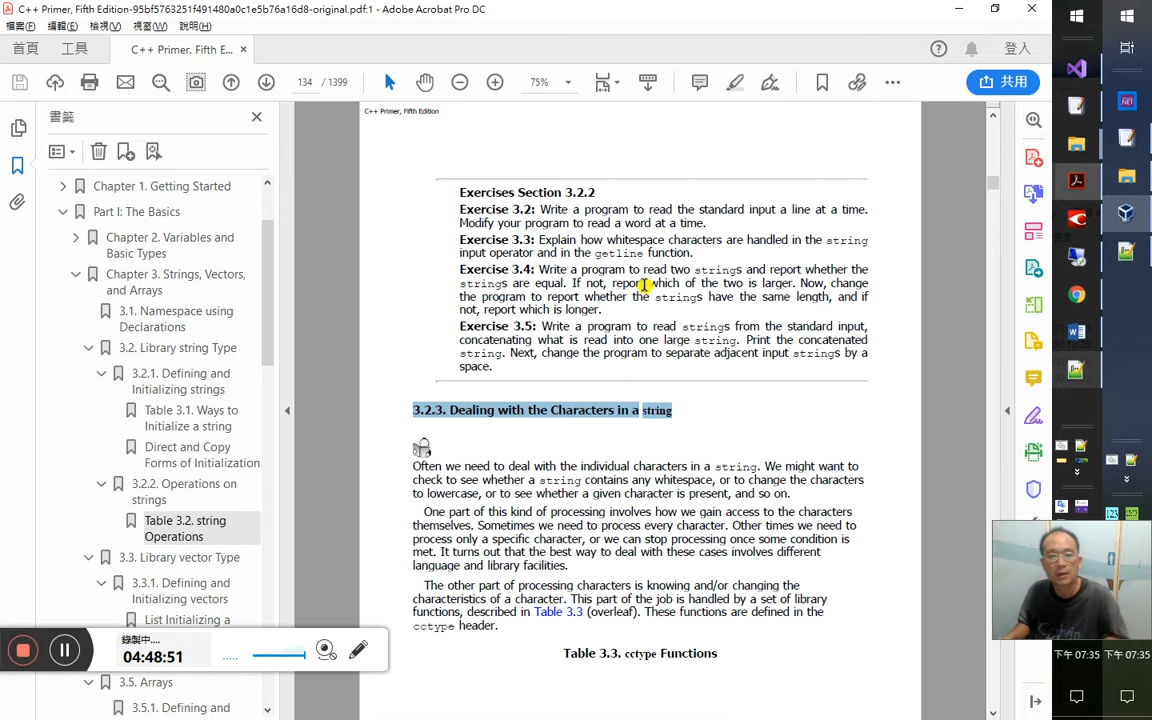 C++ Primer, Fifth Edition-95bf5763251f491480a0c1e5b76a16d8-original.pdf:1 - Adobe Acrobat Pro DC
檔案(F) 編輯(E) 檢視(V) 視窗(W) 說明(H)
首頁 工具 C++ Primer, Fifth E... × 登入
134 / 1399 75% 共用
書籤
Chapter 1. Getting Started
Part I: The Basics
Chapter 2. Variables and
Basic Types
Chapter 3. Strings, Vectors,
and Arrays
3.1. Namespace using
Declarations
3.2. Library string Type
3.2.1. Defining and
Initializing strings
Table 3.1. Ways to
Initialize a string
Direct and Copy
Forms of Initialization
3.2.2. Operations on
strings
Table 3.2. string
Operations
3.3. Library vector Type
3.3.1. Defining and
Initializing vectors
List Initializing a
3.5. Arrays
3.5.1. Defining and
錄製中....
04:48:51
C++ Primer, Fifth Edition
Exercises Section 3.2.2
Exercise 3.2: Write a program to read the standard input a line at a time.
Modify your program to read a word at a time.
Exercise 3.3: Explain how whitespace characters are handled in the string
input operator and in the getline function.
Exercise 3.4: Write a program to read two strings and report whether the
strings are equal. If not, report which of the two is larger. Now, change
the program to report whether the strings have the same length, and if
not, report which is longer.
Exercise 3.5: Write a program to read strings from the standard input,
concatenating what is read into one large string. Print the concatenated
string. Next, change the program to separate adjacent input strings by a
space.
3.2.3. Dealing with the Characters in a string
Often we need to deal with the individual characters in a string. We might want to
check to see whether a string contains any whitespace, or to change the characters
to lowercase, or to see whether a given character is present, and so on.
One part of this kind of processing involves how we gain access to the characters
themselves. Sometimes we need to process every character. Other times we need to
process only a specific character, or we can stop processing once some condition is
met. It turns out that the best way to deal with these cases involves different
language and library facilities.
The other part of processing characters is knowing and/or changing the
characteristics of a character. This part of the job is handled by a set of library
functions, described in Table 3.3 (overleaf). These functions are defined in the
cctype header.
Table 3.3. cctype Functions
.NET
下午 07:35 下午 07:35